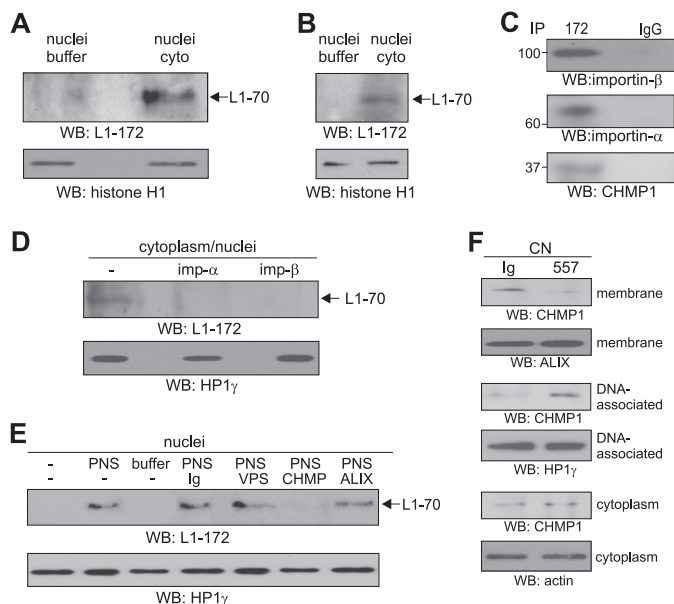 A
nuclei buffer
nuclei cyto
L1-70
WB: L1-172
WB: histone H1
B
nuclei buffer
nuclei cyto
L1-70
WB: L1-172
WB: histone H1
C
IP 172 IgG
100
WB:importin-β
60
WB:importin-α
37
WB: CHMP1
D
cytoplasm/nuclei
- imp-α imp-β
L1-70
WB: L1-172
WB: HP1γ
E
nuclei
- PNS buffer PNS PNS PNS PNS
- - - Ig VPS CHMP ALIX
L1-70
WB: L1-172
WB: HP1γ
F
CN
Ig 557
membrane
WB: CHMP1
membrane
WB: ALIX
DNA-associated
WB: CHMP1
DNA-associated
WB: HP1γ
cytoplasm
WB: CHMP1
cytoplasm
WB: actin